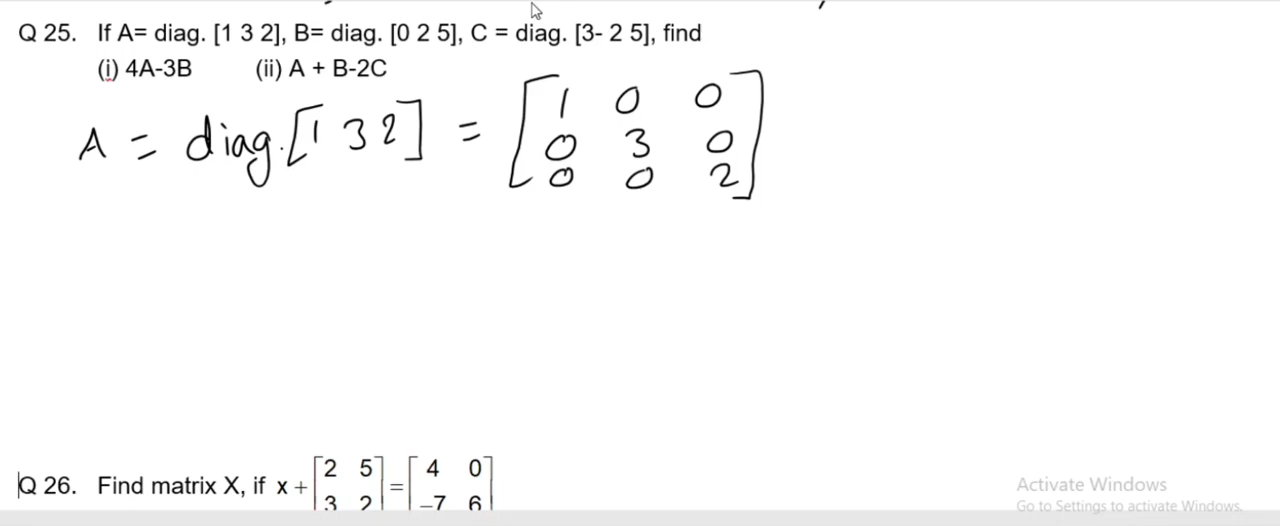 Q 25. If A= diag. [1 3 2], B= diag. [0 2 5], C = diag. [3- 2 5], find
(i) 4A-3B (ii) A + B-2C
A = diag. [1 3 2] = [1 0 0
0 3 0
0 0 2]
Q 26. Find matrix X, if x + [2 5 = [4 0
3 2] -7 6]
Activate Windows
Go to Settings to activate Windows.